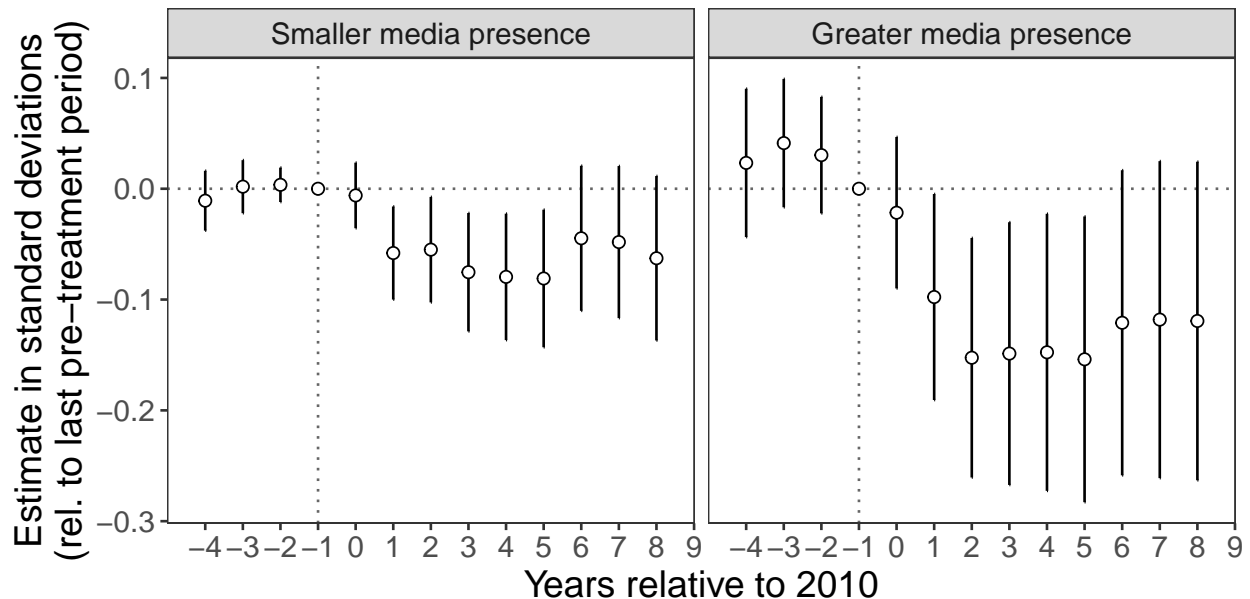 Smaller media presence
Greater media presence
Estimate in standard deviations
(rel. to last pre−treatment period)
0.1
0.0
−0.1
−0.2
−0.3
−4 −3 −2 −1 0 1 2 3 4 5 6 7 8 9
−4 −3 −2 −1 0 1 2 3 4 5 6 7 8 9
Years relative to 2010